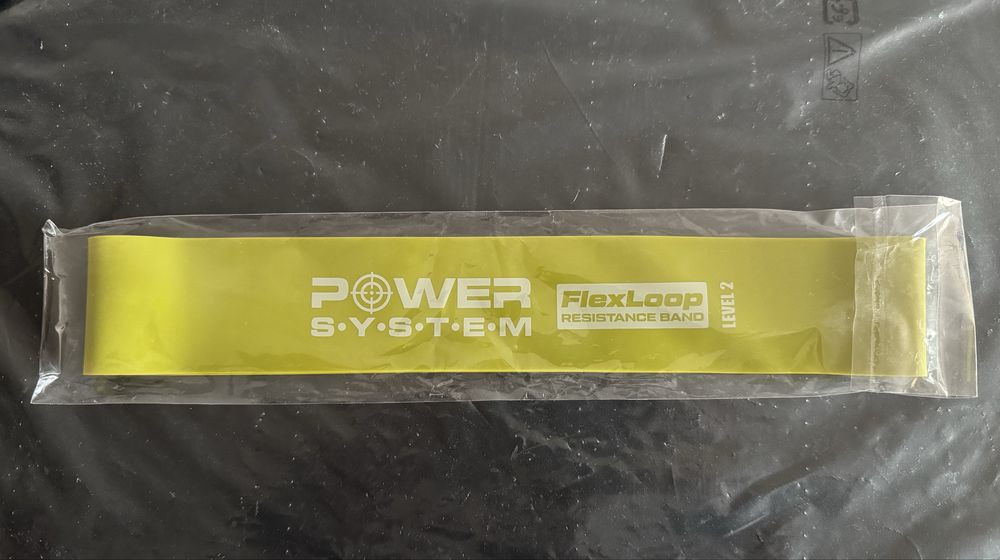 POWER
S·Y·S·T·E·M
FlexLoop
RESISTANCE BAND
LEVEL 2